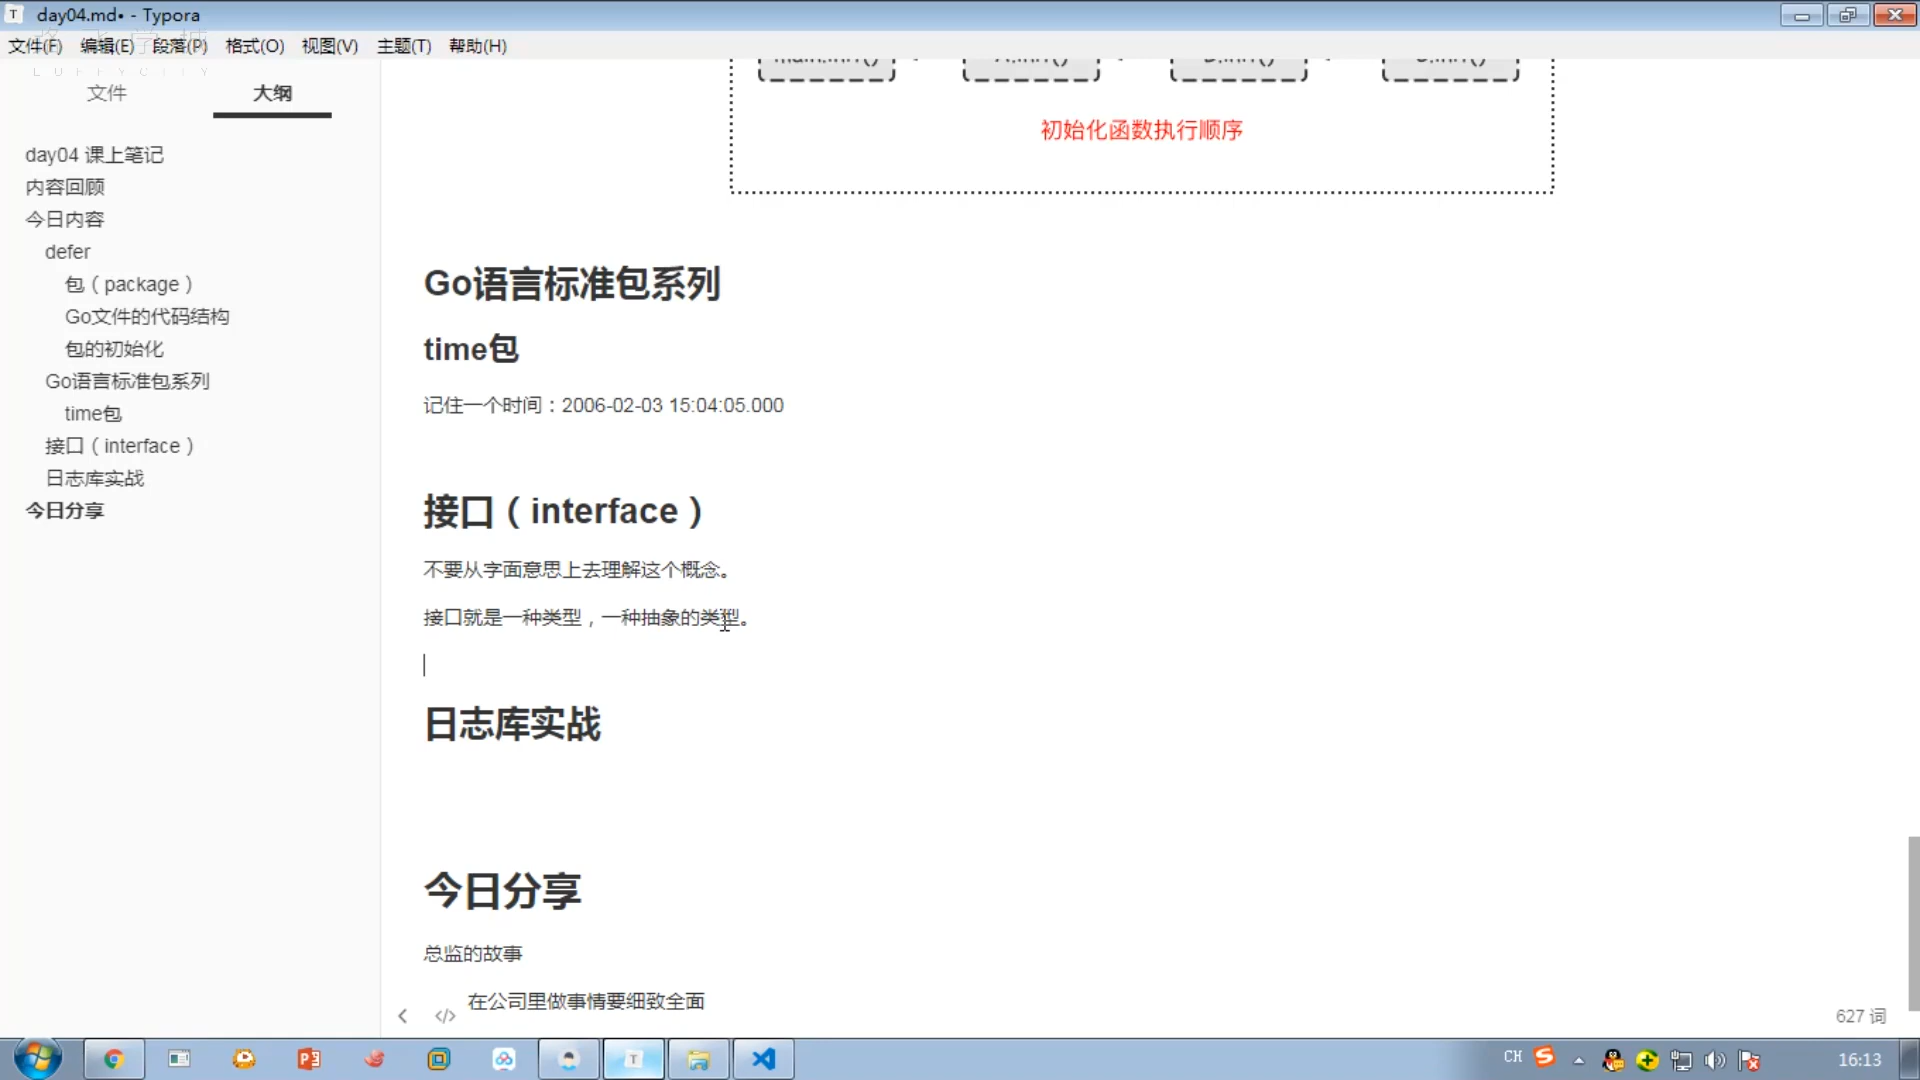 day04.md• - Typora
文件(F) 编辑(E) 段落(P) 格式(O) 视图(V) 主题(T) 帮助(H)
LUFFYCITY
文件 大纲
day04 课上笔记
内容回顾
今日内容
defer
包（package）
Go文件的代码结构
包的初始化
Go语言标准包系列
time包
接口（interface）
日志库实战
今日分享
初始化函数执行顺序
Go语言标准包系列
time包
记住一个时间：2006-02-03 15:04:05.000
接口（interface）
不要从字面意思上去理解这个概念。
接口就是一种类型，一种抽象的类型。
日志库实战
今日分享
总监的故事
在公司里做事情要细致全面
627 词
CH
16:13